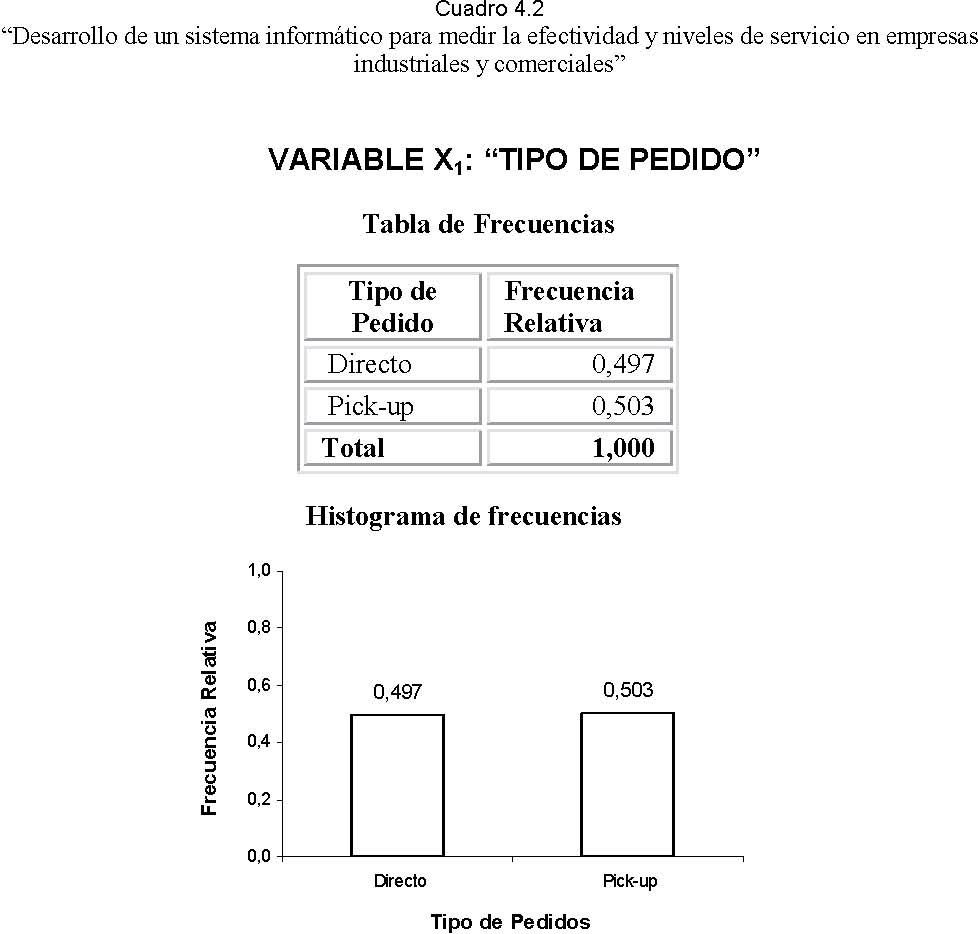 Cuadro 4.2
“Desarrollo de un sistema informático para medir la efectividad y niveles de servicio en empresas
industriales y comerciales”
VARIABLE X1: “TIPO DE PEDIDO”
Tabla de Frecuencias
Tipo de Pedido Frecuencia Relativa
Directo 0,497
Pick-up 0,503
Total 1,000
Histograma de frecuencias
Frecuencia Relativa
1,0
0,8
0,6
0,4
0,2
0,0
0,497
0,503
Directo
Pick-up
Tipo de Pedidos